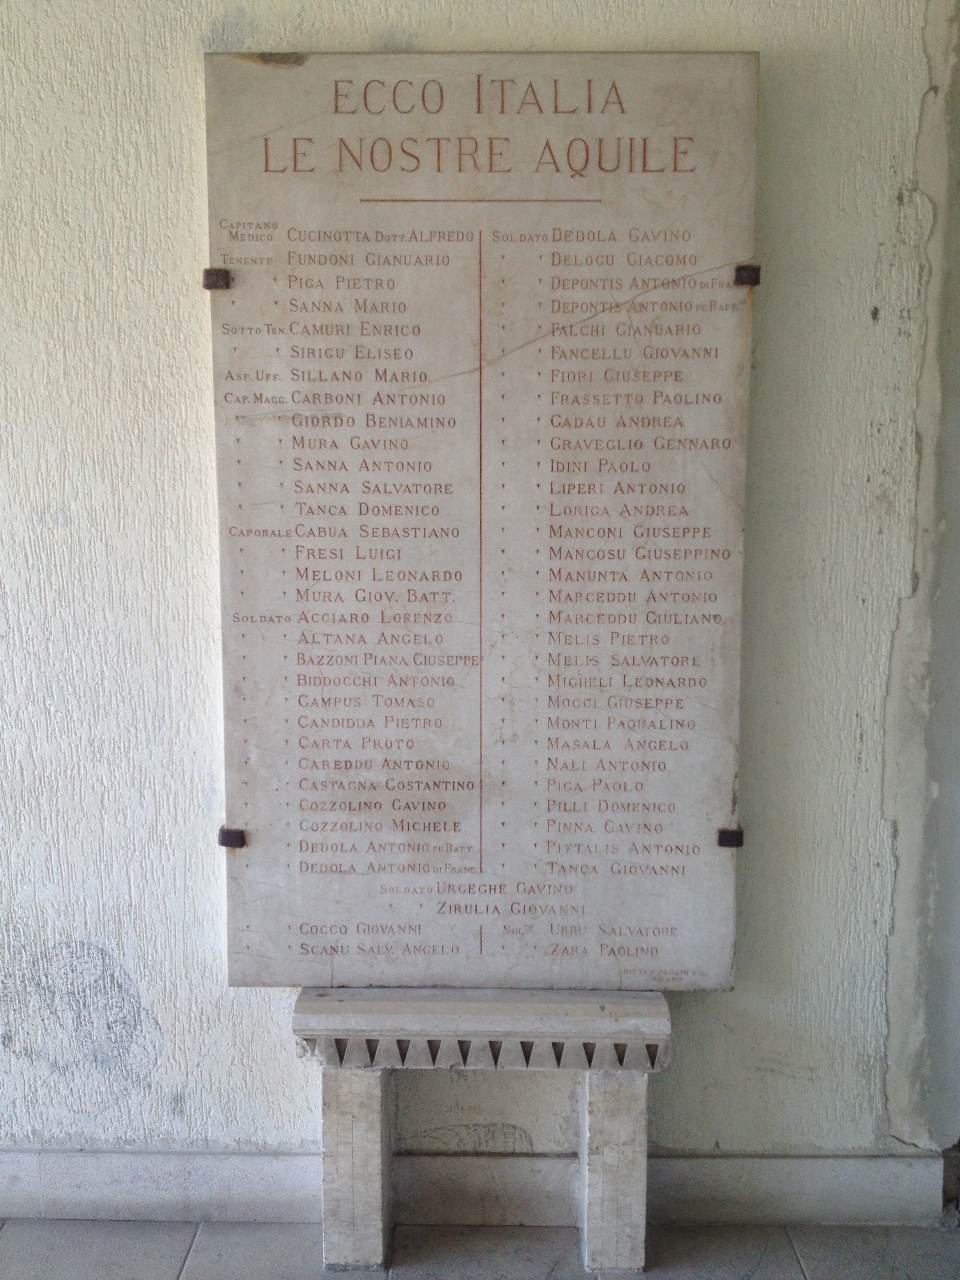 ECCO ITALIA
LE NOSTRE AQUILE
CAPITANO
MEDICO CUCINOTTA DOTT. ALFREDO
TENENTE FUNDONI GIANUARIO
" " PIGA PIETRO
" " SANNA MARIO
SOTTO TEN. CAMURI ENRICO
" " SIRIGU ELISEO
ASP. UFF. SILLANO MARIO
CAP. MAGG. CARBONI ANTONIO
" " GIORDO BENIAMINO
" " MURA GAVINO
" " SANNA ANTONIO
" " SANNA SALVATORE
" " TANCA DOMENICO
CAPORALE CABUA SEBASTIANO
" " FRESI LUIGI
" " MELONI LEONARDO
" " MURA GIOV. BATT.
SOLDATO ACCIARO LORENZO
" " ALTANA ANGELO
" " BAZZONI PIANA GIUSEPPE
" " BIDDOCCHI ANTONIO
" " CAMPUS TOMASO
" " CANDIDDA PIETRO
" " CARTA PROTO
" " CAREDDU ANTONIO
" " CASTAGNA COSTANTINO
" " COZZOLINO GAVINO
" " COZZOLINO MICHELE
" " DEDOLA ANTONIO FU BATT.
" " DEDOLA ANTONIO DI FRANC.
SOLDATO DEDOLA GAVINO
" " DELOGU GIACOMO
" " DEPONTIS ANTONIO DI
" " DEPONTIS ANTONIO FU RAFF.
" " FALCHI GIANUARIO
" " FANCELLU GIOVANNI
" " FIORI GIUSEPPE
" " FRASSETTO PAOLINO
" " GADAU ANDREA
" " GRAVEGLIO GENNARO
" " IDINI PAOLO
" " LIPERI ANTONIO
" " LORIGA ANDREA
" " MANCONI GIUSEPPE
" " MANCOSU GIUSEPPINO
" " MANUNTA ANTONIO
" " MARCEDDU ANTONIO
" " MARCEDDU GIULIANO
" " MELIS PIETRO
" " MELIS SALVATORE
" " MIGHELI LEONARDO
" " MOCCI GIUSEPPE
" " MONTI PAQUALINO
" " MASALA ANGELO
" " NALI ANTONIO
" " PIGA PAOLO
" " PILLI DOMENICO
" " PINNA GAVINO
" " PITTALIS ANTONIO
" " TANCA GIOVANNI
SOLDATO URGEGHE GAVINO
" " ZIRULIA GIOVANNI
" " COCCO GIOVANNI
" " SCANU SALV. ANGELO
SOL. URRU SALVATORE
" " ZARA PAOLINO
MILANO